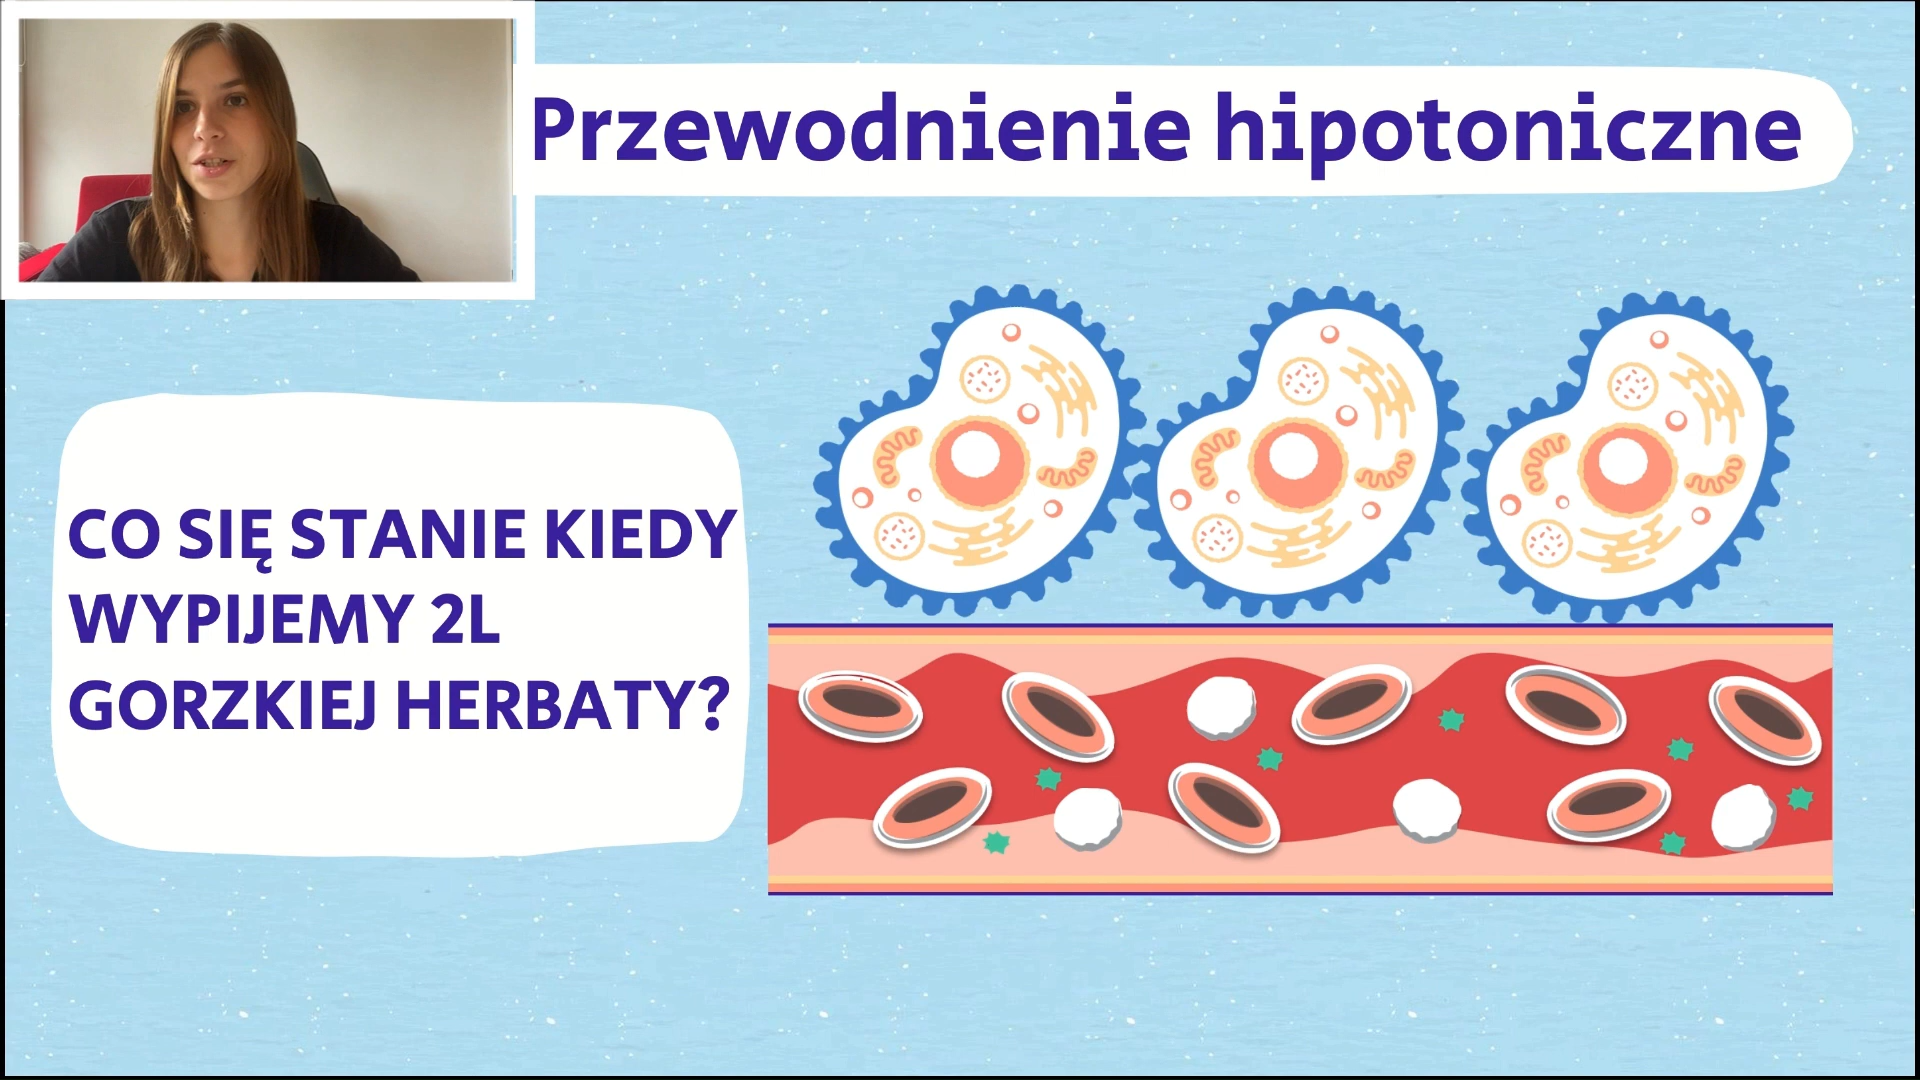 Przewodnienie hipotoniczne
CO SIĘ STANIE KIEDY
WYPIJEMY 2L
GORZKIEJ HERBATY?